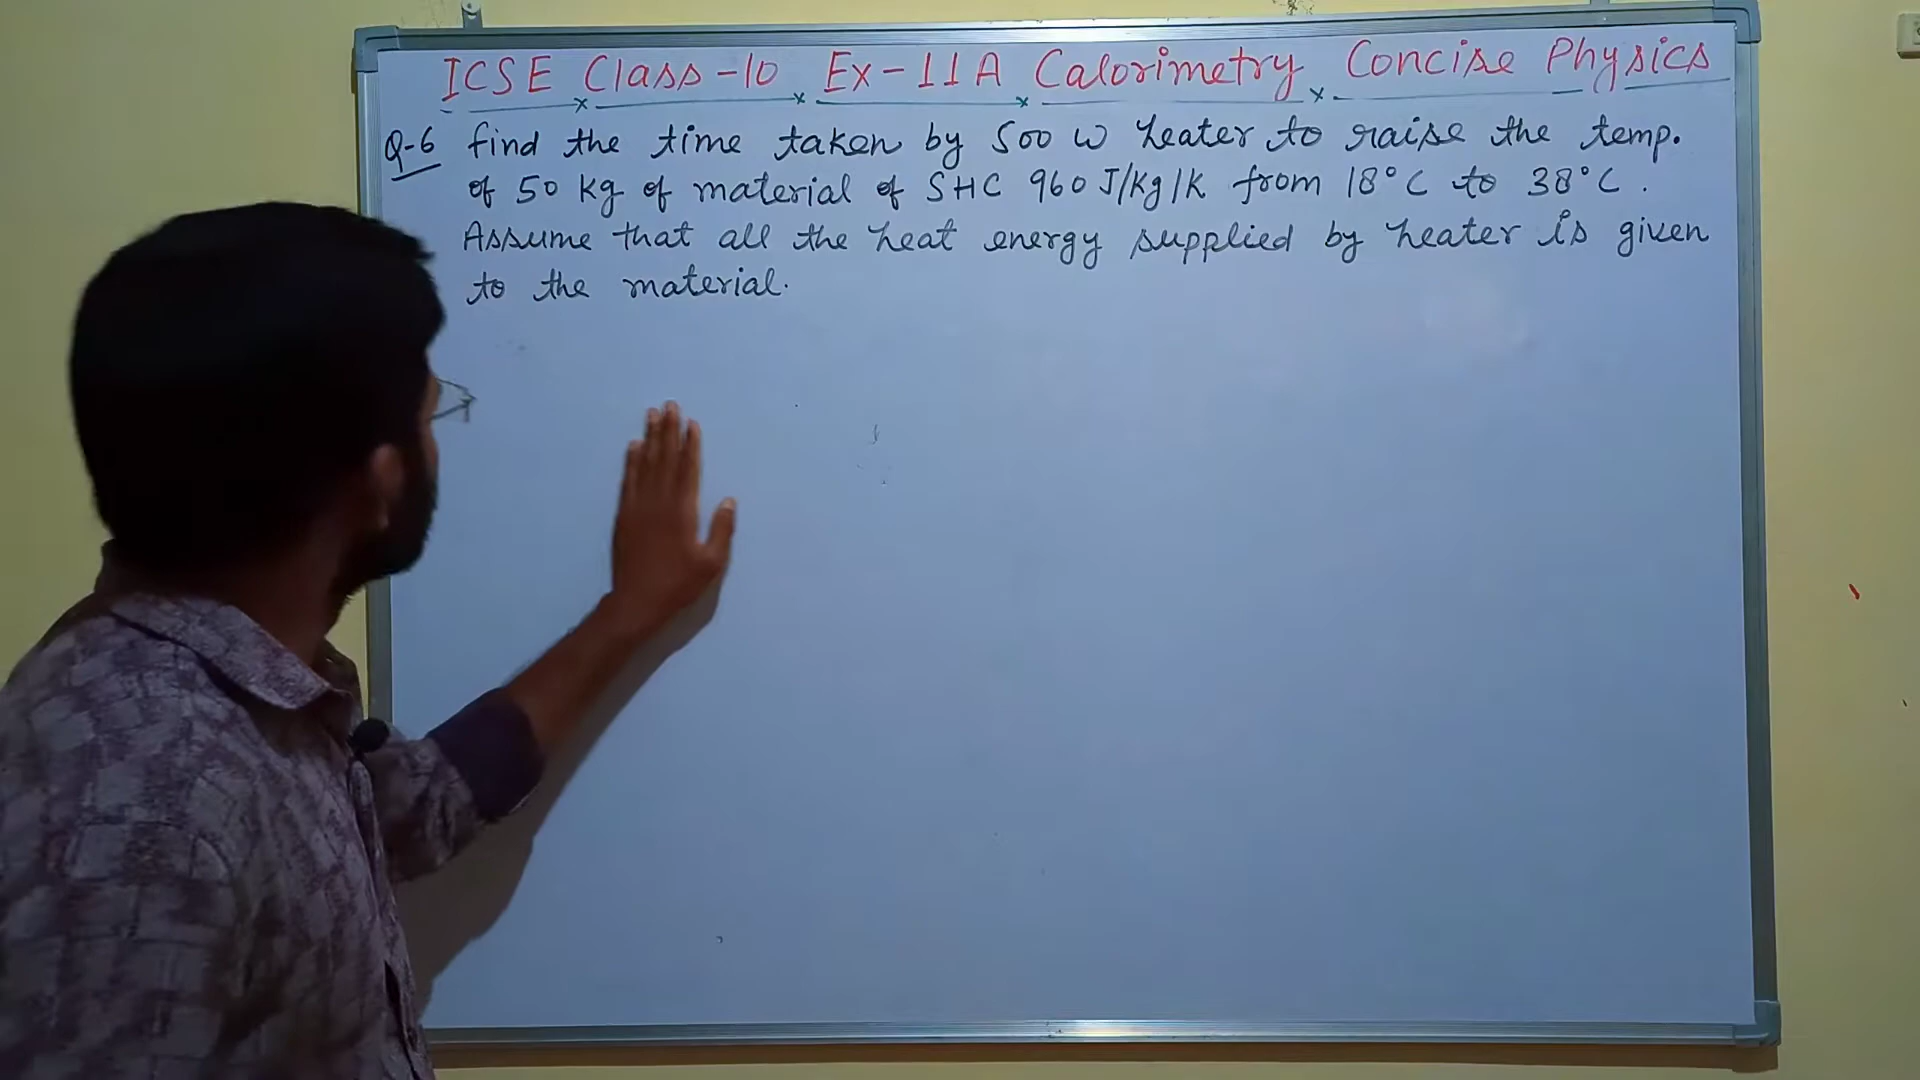 ICSE Class-10 Ex-11A Calorimetry Concise Physics
Q-6 find the time taken by 500 W heater to raise the temp.
of 50 kg of material of SHC 960 J/kg/K from 18°C to 38°C.
Assume that all the heat energy supplied by heater is given
to the material.